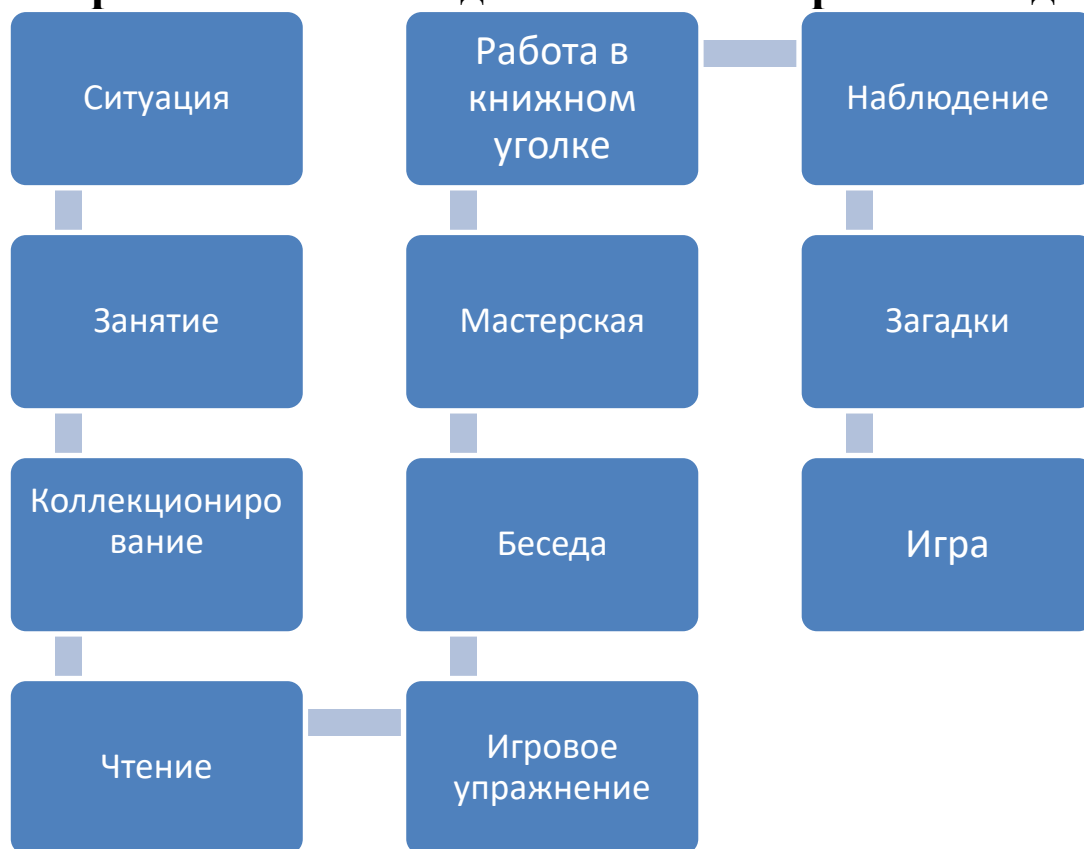 Ситуация
Занятие
Коллекциониро
вание
Чтение
Игровое
упражнение
Беседа
Мастерская
Работа в
книжном
уголке
Наблюдение
Загадки
Игра